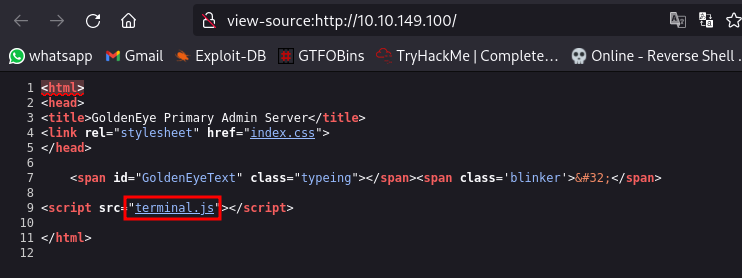 view-source:http://10.10.149.100/
whatsapp Gmail Exploit-DB GTFOBins TryHackMe | Complete… Online - Reverse Shell …
1 <html>
2 <head>
3 <title>GoldenEye Primary Admin Server</title>
4 <link rel="stylesheet" href="index.css">
5 </head>
6
7 <span id="GoldenEyeText" class="typeing"></span><span class='blinker'>&#32;</span>
8
9 <script src="terminal.js"></script>
10
11 </html>
12